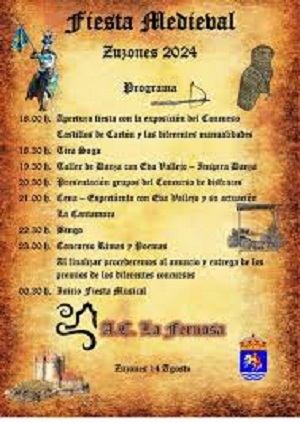 Fiesta Medieval
Zuzones 2024
Programa
18.00 h. Apertura fiesta con la exposición del Concurso
Castillos de Cartón y las diferentes manualidades
18.30 h. Tira Soga
19.30 h. Taller de Danza con Eva Vallejo – Inspira Danza
20.30 h. Presentación grupos del Concurso de disfraces
21.00 h. Cena – Espectáculo con Eva Vallejo y su actuación
La
22.30 h. Bingo
23.00 h. Concurso Rimas y Poemas
Al finalizar procederemos al anuncio y entrega de los
premios de los diferentes concursos
00.30 h. Inicio Fiesta Musical
A.C. La
Zuzones 14 Agosto